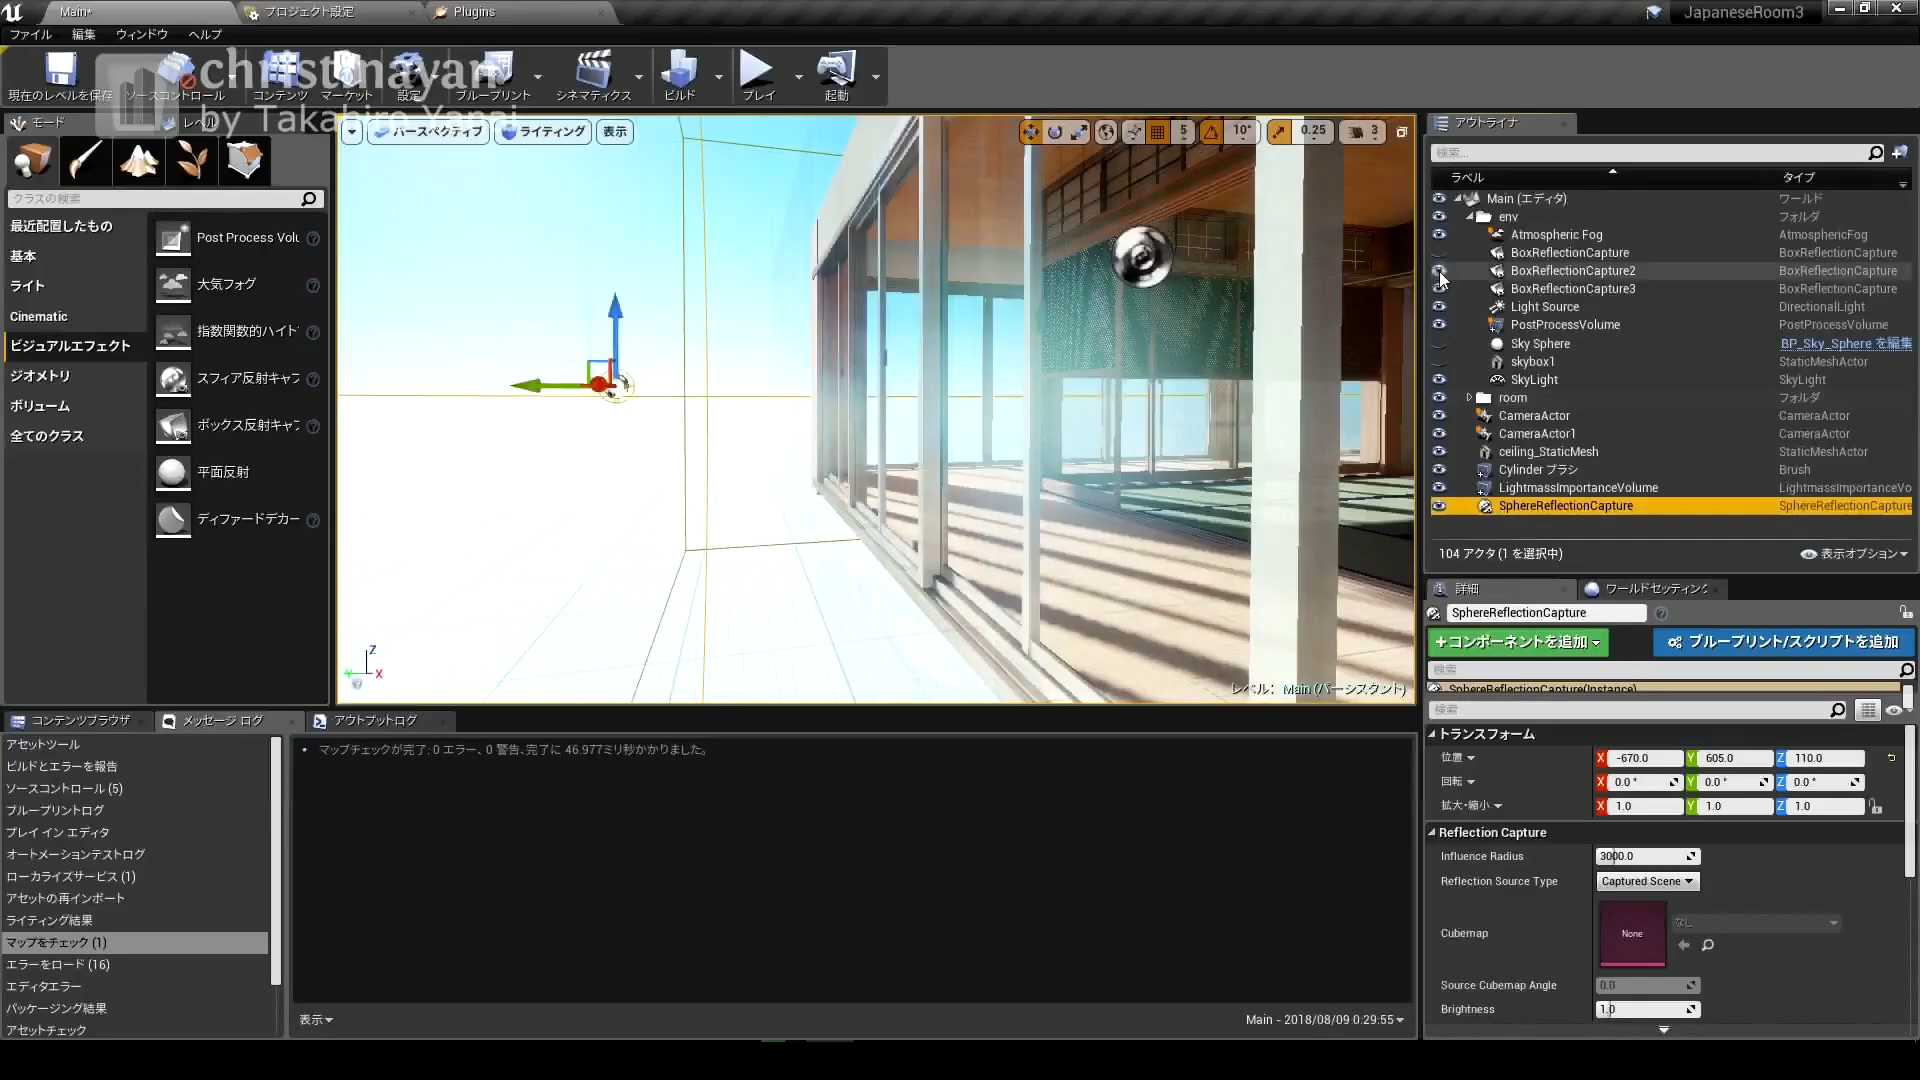 Main*
プロジェクト設定
Plugins
JapaneseRoom3
ファイル 編集 ウィンドウ ヘルプ
christinayan
by Takahiro Yanai
現在のレベルを保存 ソースコントロール コンテンツ マーケット 設定 ブループリント シネマティクス ビルド プレイ 起動
モード レベル
クラスの検索
最近配置したもの
基本
ライト
Cinematic
ビジュアルエフェクト
ジオメトリ
ボリューム
全てのクラス
Post Process Volu
大気フォグ
指数関数的ハイト
スフィア反射キャプ
ボックス反射キャプ
平面反射
ディファードデカー
パースペクティブ ライティング 表示
5 10° 0.25 3
X Z
レベル: Main (パーシスタント)
アウトライナ
検索...
ラベル タイプ
Main (エディタ) ワールド
env フォルダ
Atmospheric Fog AtmosphericFog
BoxReflectionCapture BoxReflectionCapture
BoxReflectionCapture2 BoxReflectionCapture
BoxReflectionCapture3 BoxReflectionCapture
Light Source DirectionalLight
PostProcessVolume PostProcessVolume
Sky Sphere BP_Sky_Sphere を編集
skybox1 StaticMeshActor
SkyLight SkyLight
room フォルダ
CameraActor CameraActor
CameraActor1 CameraActor
ceiling_StaticMesh StaticMeshActor
Cylinder ブラシ Brush
LightmassImportanceVolume LightmassImportanceVo
SphereReflectionCapture SphereReflectionCapture
104 アクタ (1 を選択中) 表示オプション
詳細 ワールドセッティング
SphereReflectionCapture
+コンポーネントを追加 ブループリント/スクリプトを追加
検索
SphereReflectionCapture(Instance)
検索
トランスフォーム
位置 X -670.0 Y 605.0 Z 110.0
回転 X 0.0 ° Y 0.0 ° Z 0.0 °
拡大・縮小 X 1.0 Y 1.0 Z 1.0
Reflection Capture
Influence Radius 3000.0
Reflection Source Type Captured Scene
Cubemap None なし
Source Cubemap Angle 0.0
Brightness 1.0
コンテンツブラウザ メッセージ ログ アウトプットログ
アセットツール
ビルドとエラーを報告
ソースコントロール (5)
ブループリントログ
プレイ イン エディタ
オートメーションテストログ
ローカライズサービス (1)
アセットの再インポート
ライティング結果
マップをチェック (1)
エラーをロード (16)
エディタエラー
パッケージング結果
アセットチェック
マップチェックが完了: 0 エラー、0 警告、完了に 46.977ミリ秒かかりました。
表示
Main - 2018/08/09 0:29:55